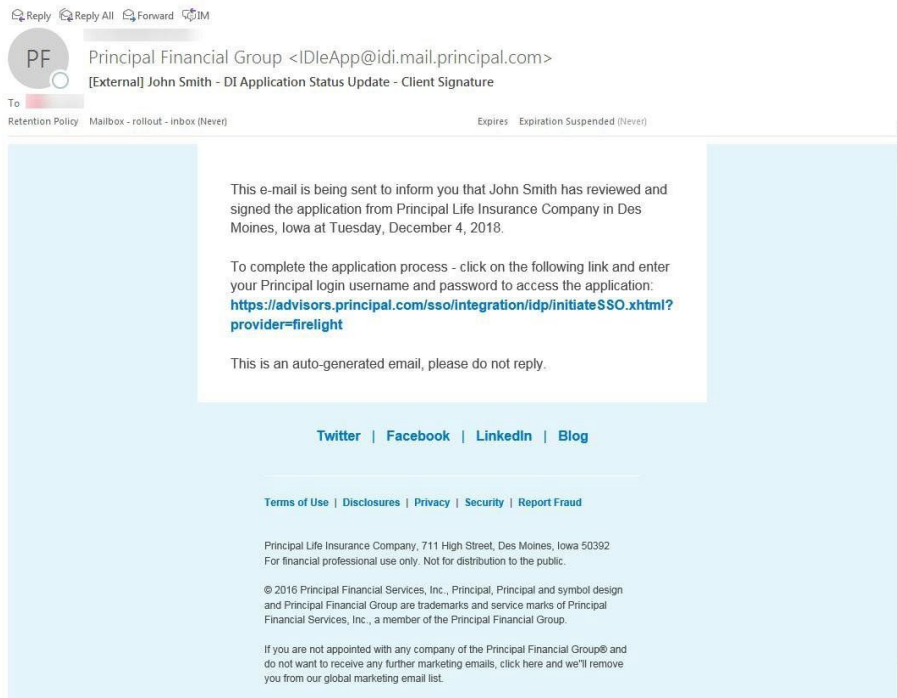 Reply Reply All Forward IM
PF
Principal Financial Group <IDIeApp@idi.mail.principal.com>
[External] John Smith - DI Application Status Update - Client Signature
To
Retention Policy Mailbox - rollout - inbox (Never) Expires Expiration Suspended (Never)
This e-mail is being sent to inform you that John Smith has reviewed and
signed the application from Principal Life Insurance Company in Des
Moines, Iowa at Tuesday, December 4, 2018.
To complete the application process - click on the following link and enter
your Principal login username and password to access the application:
https://advisors.principal.com/sso/integration/idp/initiateSSO.xhtml?
provider=firelight
This is an auto-generated email, please do not reply.
Twitter | Facebook | LinkedIn | Blog
Terms of Use | Disclosures | Privacy | Security | Report Fraud
Principal Life Insurance Company, 711 High Street, Des Moines, Iowa 50392
For financial professional use only. Not for distribution to the public.
© 2016 Principal Financial Services, Inc., Principal, Principal and symbol design
and Principal Financial Group are trademarks and service marks of Principal
Financial Services, Inc., a member of the Principal Financial Group.
If you are not appointed with any company of the Principal Financial Group® and
do not want to receive any further marketing emails, click here and we"ll remove
you from our global marketing email list.